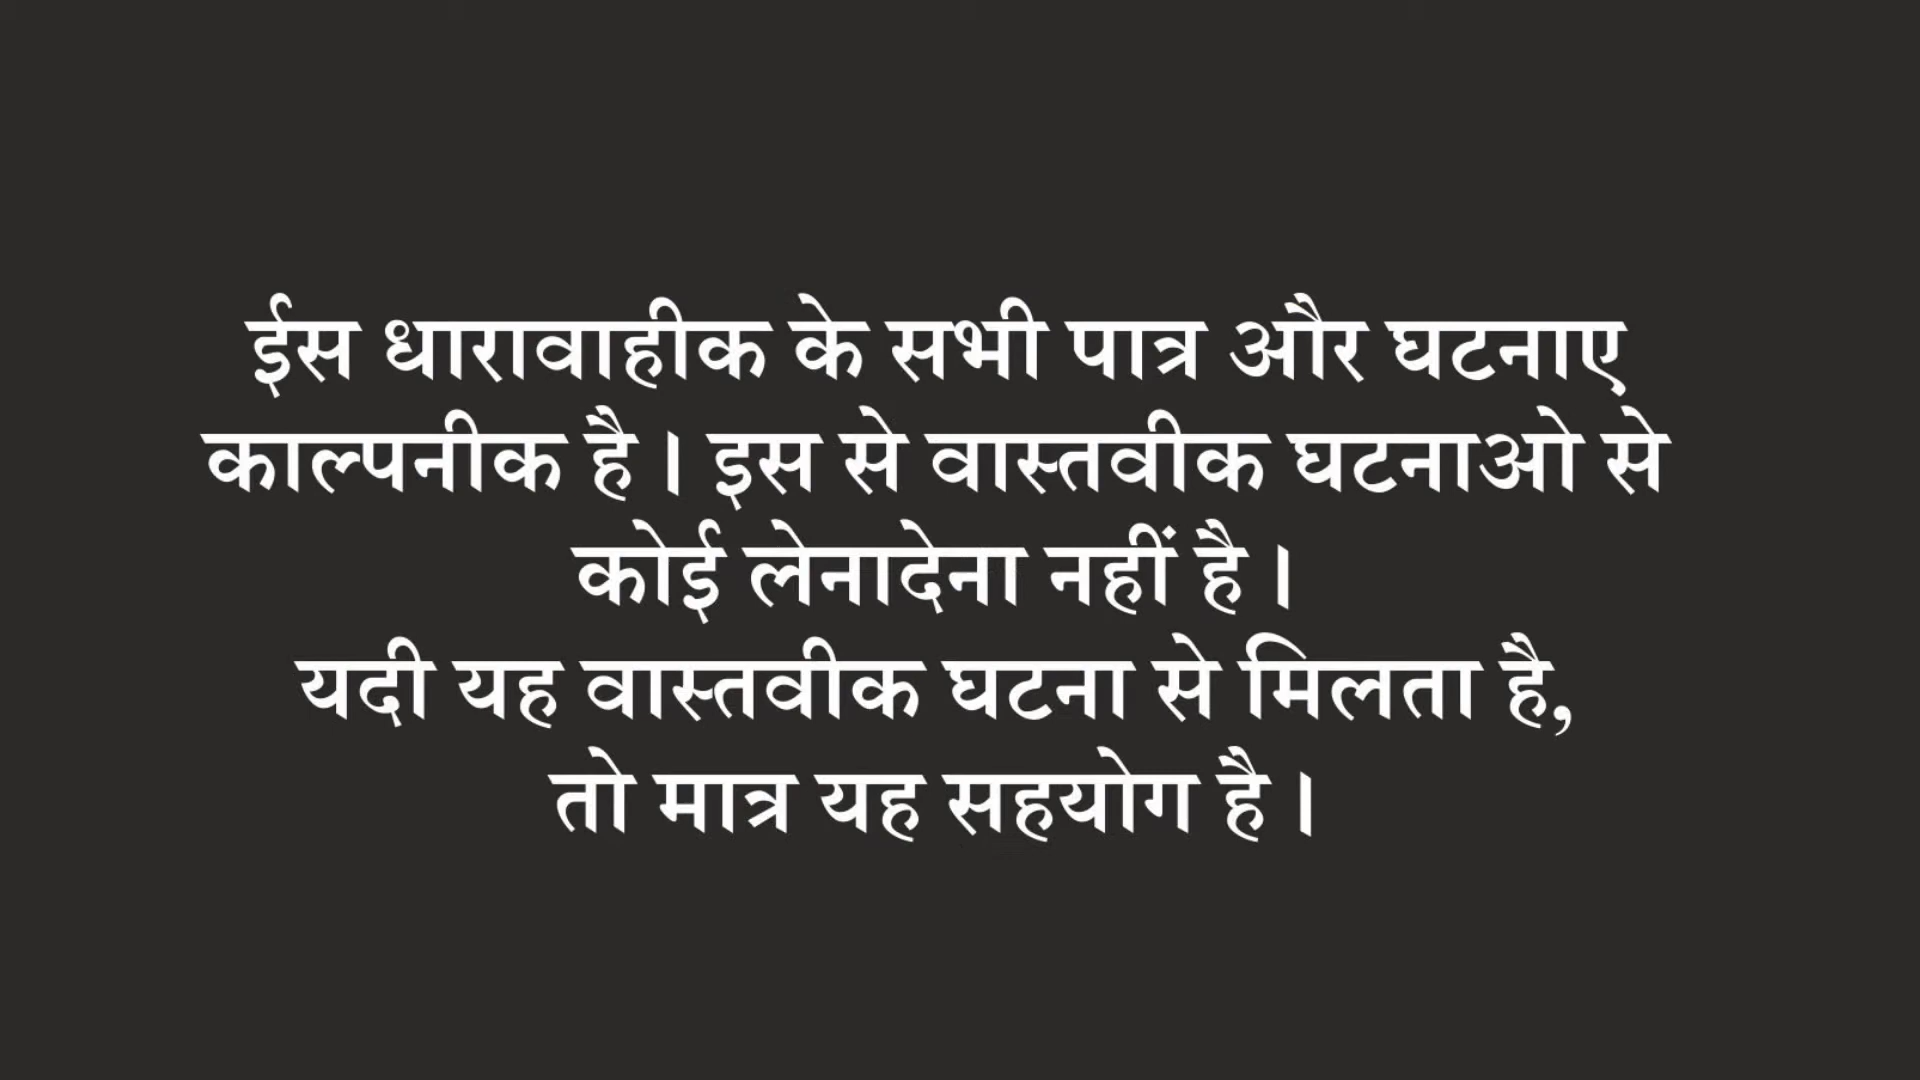 ईस धारावाहीक के सभी पात्र और घटनाए
काल्पनीक है। इस से वास्तवीक घटनाओ से
कोई लेनादेना नहीं है।
यदी यह वास्तवीक घटना से मिलता है,
तो मात्र यह सहयोग है।